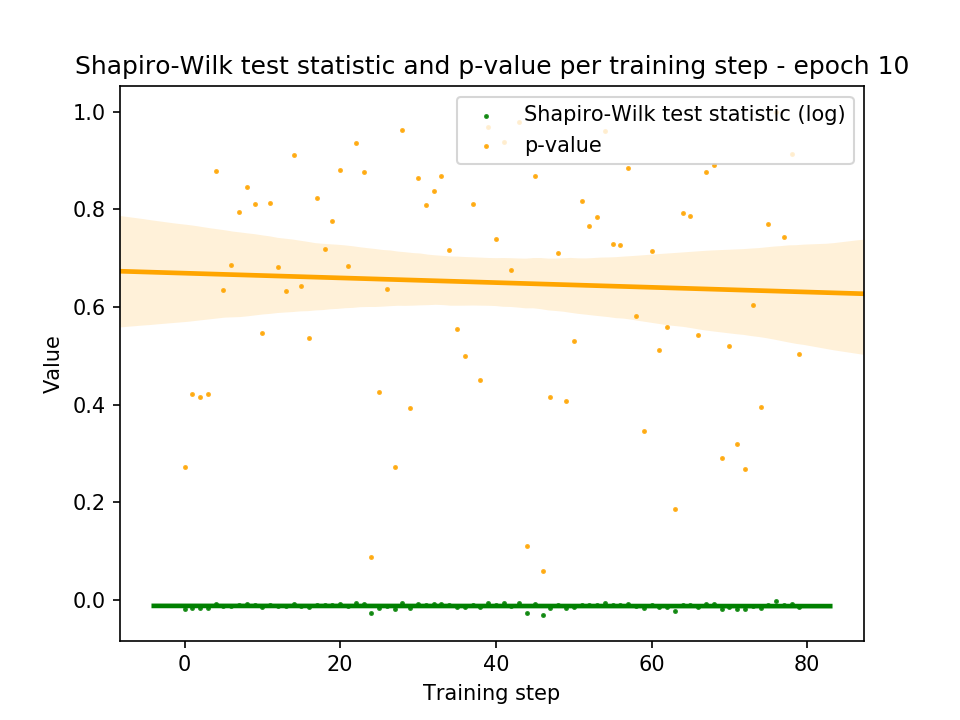 Shapiro-Wilk test statistic and p-value per training step - epoch 10
Shapiro-Wilk test statistic (log)
p-value
1.0
0.8
0.6
0.4
0.2
0.0
Value
0
20
40
60
80
Training step